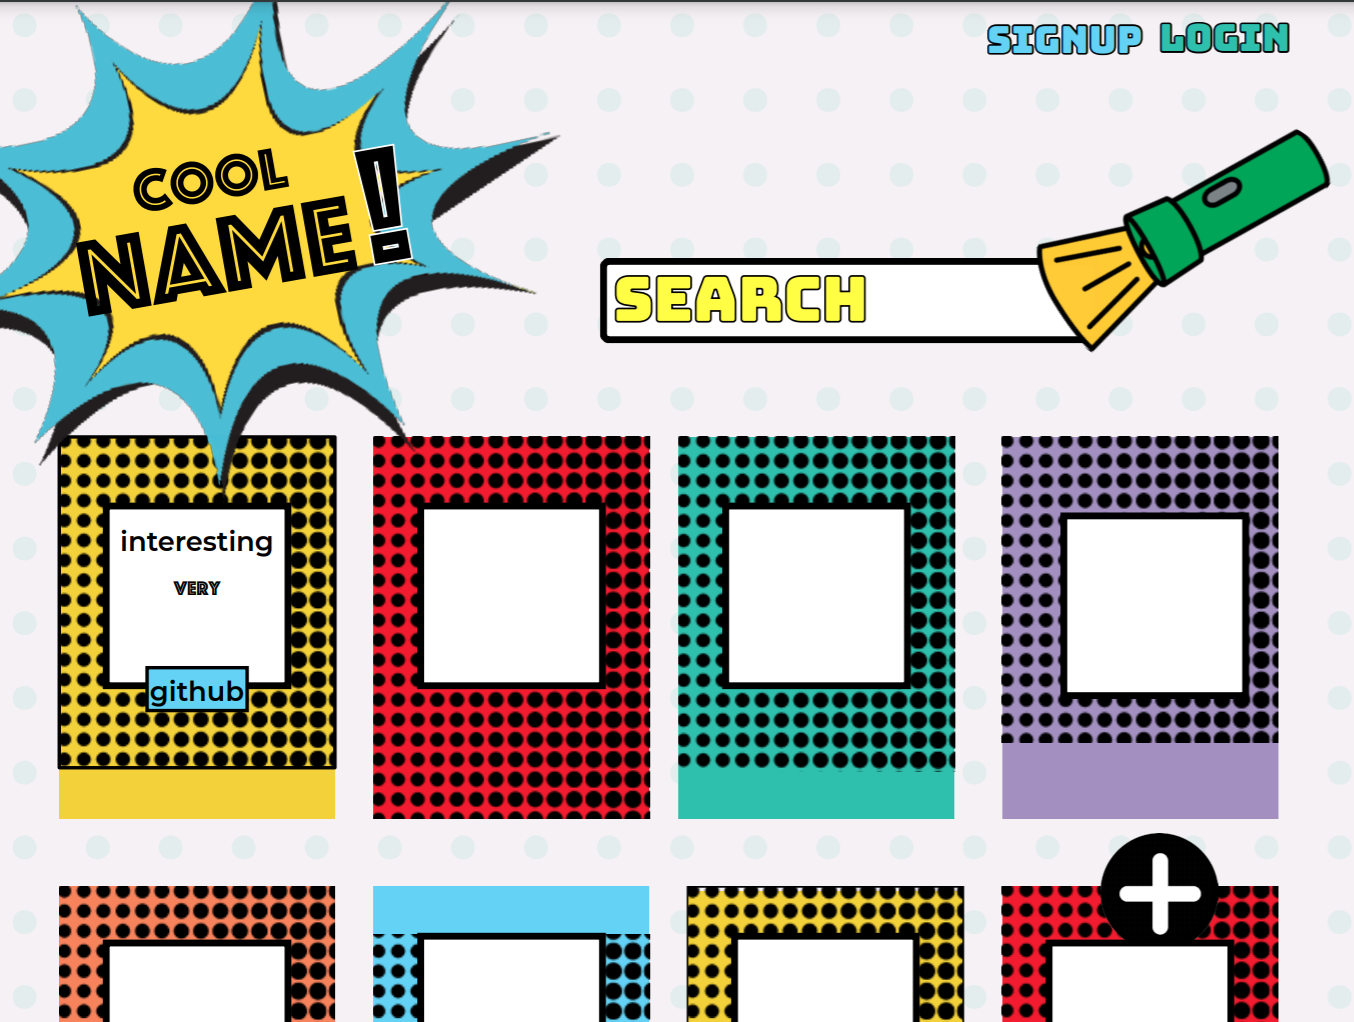 SIGNUP LOGIN
COOL
NAME!
SEARCH
interesting
VERY
github